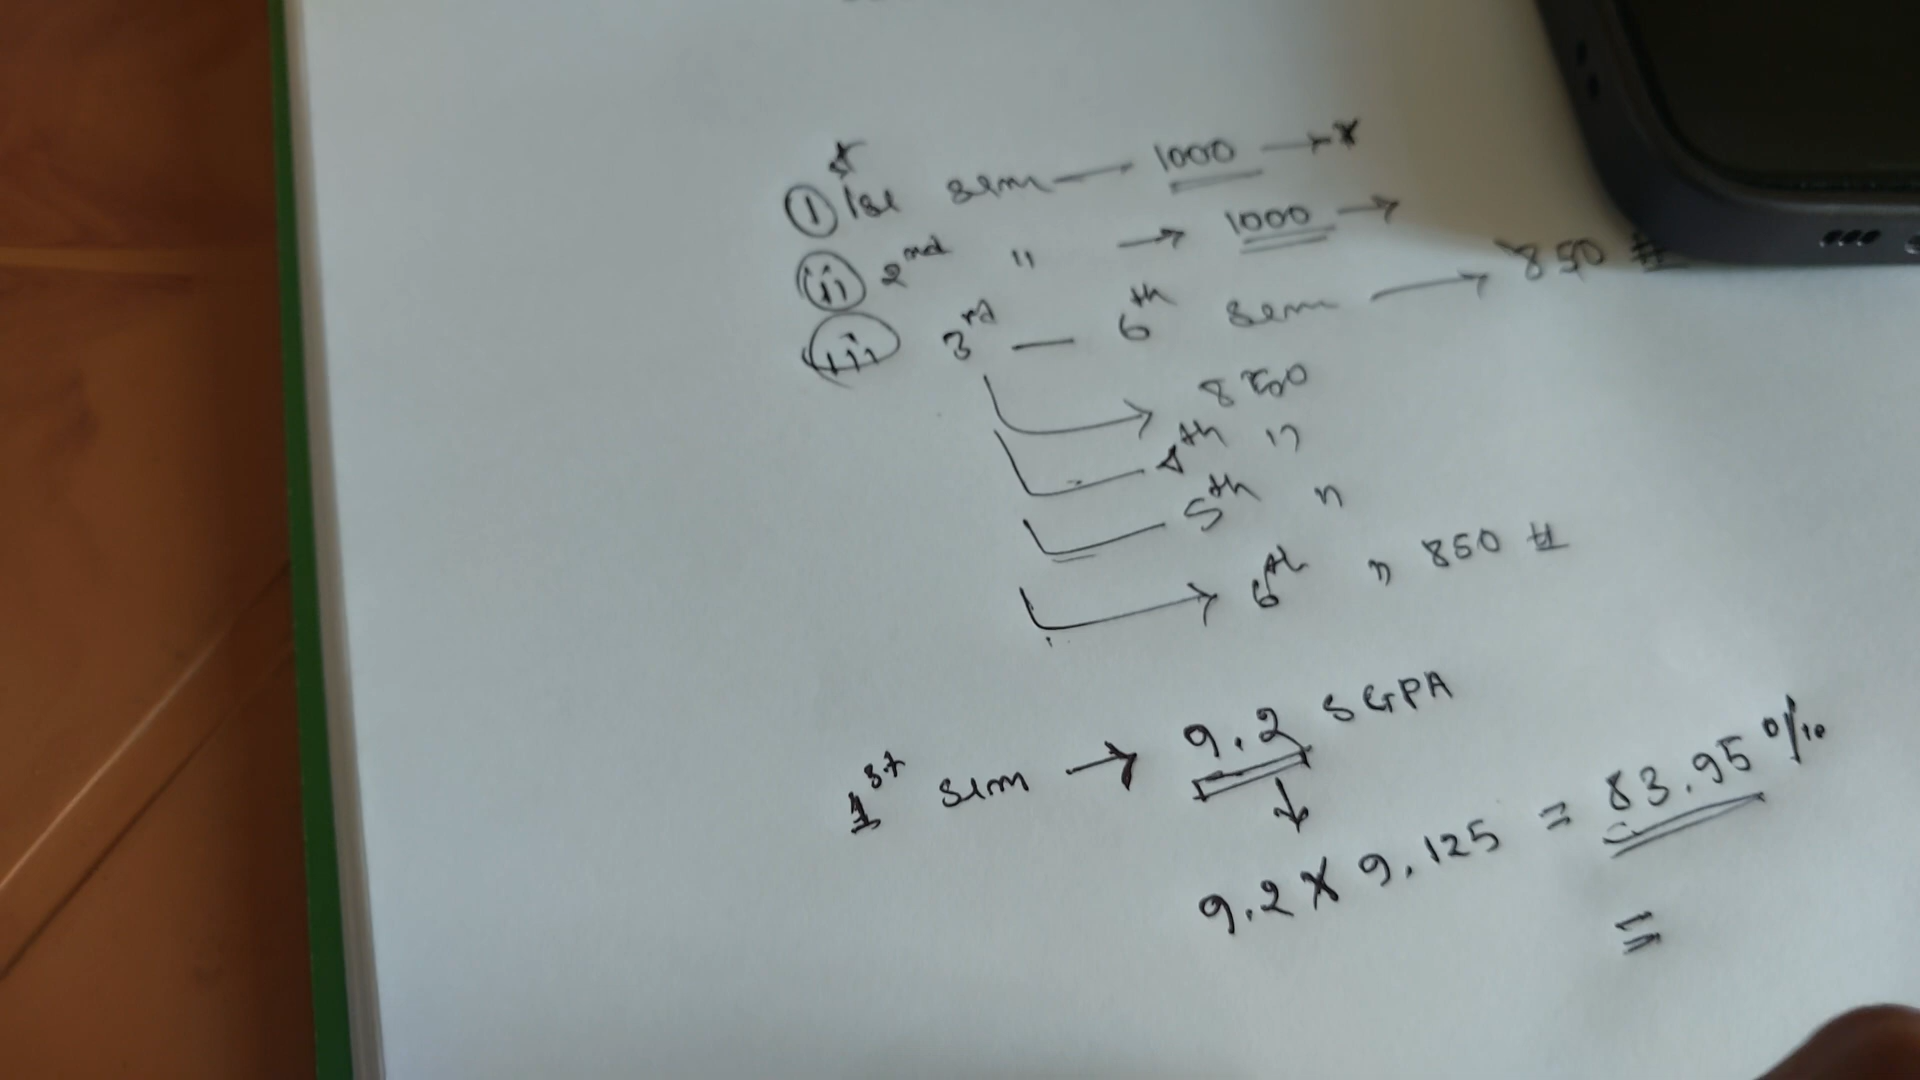 ① 1st sem — 1000 →
ii 2nd " → 1000 →
iii 3rd — 6th sem → 850
→ 850
— 4th "
— 5th "
→ 6th " 850
1st sem → 9.2 SGPA
↓
9.2 X 9.125 = 83.95 %
=